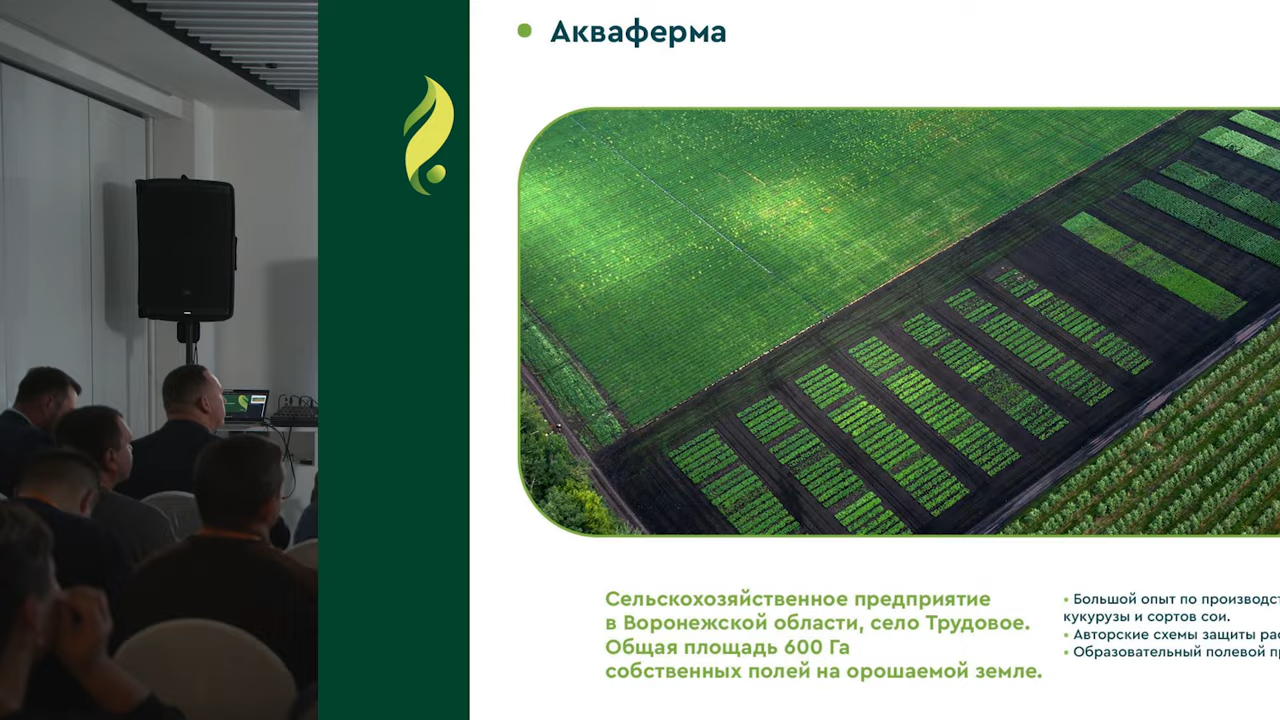 Акваферма
Сельскохозяйственное предприятие
в Воронежской области, село Трудовое.
Общая площадь 600 Га
собственных полей на орошаемой земле.
• Большой опыт по производст
кукурузы и сортов сои.
• Авторские схемы защиты рас
• Образовательный полевой п